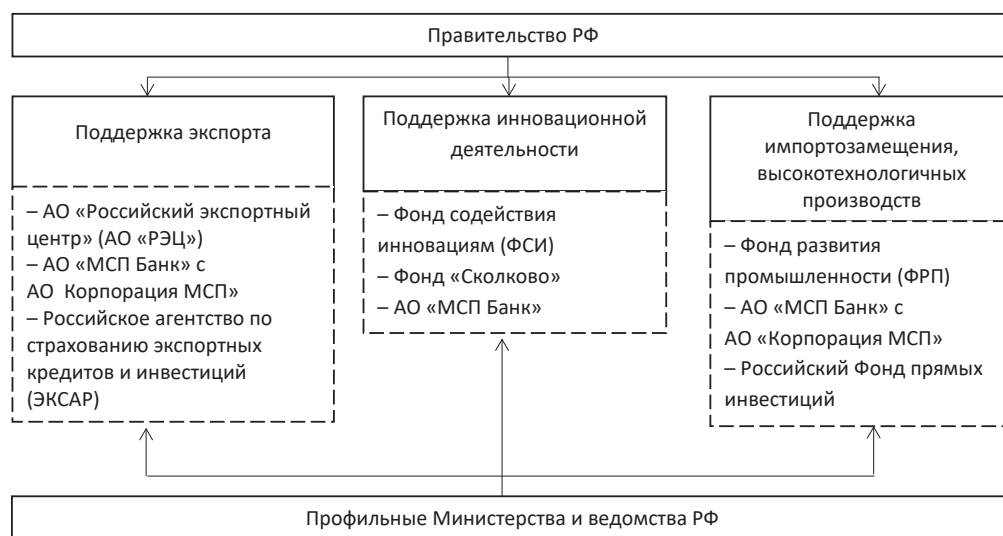 Правительство РФ
Поддержка экспорта
– АО «Российский экспортный
центр» (АО «РЭЦ»)
– АО «МСП Банк» с
АО  Корпорация МСП»
– Российское агентство по
страхованию экспортных
кредитов и инвестиций
(ЭКСАР)
Поддержка инновационной
деятельности
– Фонд содействия
инновациям (ФСИ)
– Фонд «Сколково»
– АО «МСП Банк»
Поддержка
импортозамещения,
высокотехнологичных
производств
– Фонд развития
промышленности (ФРП)
– АО «МСП Банк» с
АО «Корпорация МСП»
– Российский Фонд прямых
инвестиций
Профильные Министерства и ведомства РФ